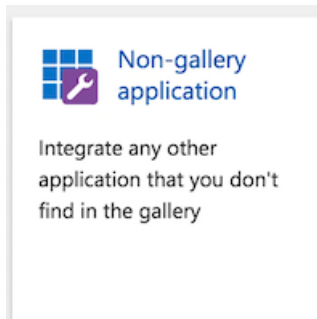 Non-gallery
application
Integrate any other
application that you don't
find in the gallery